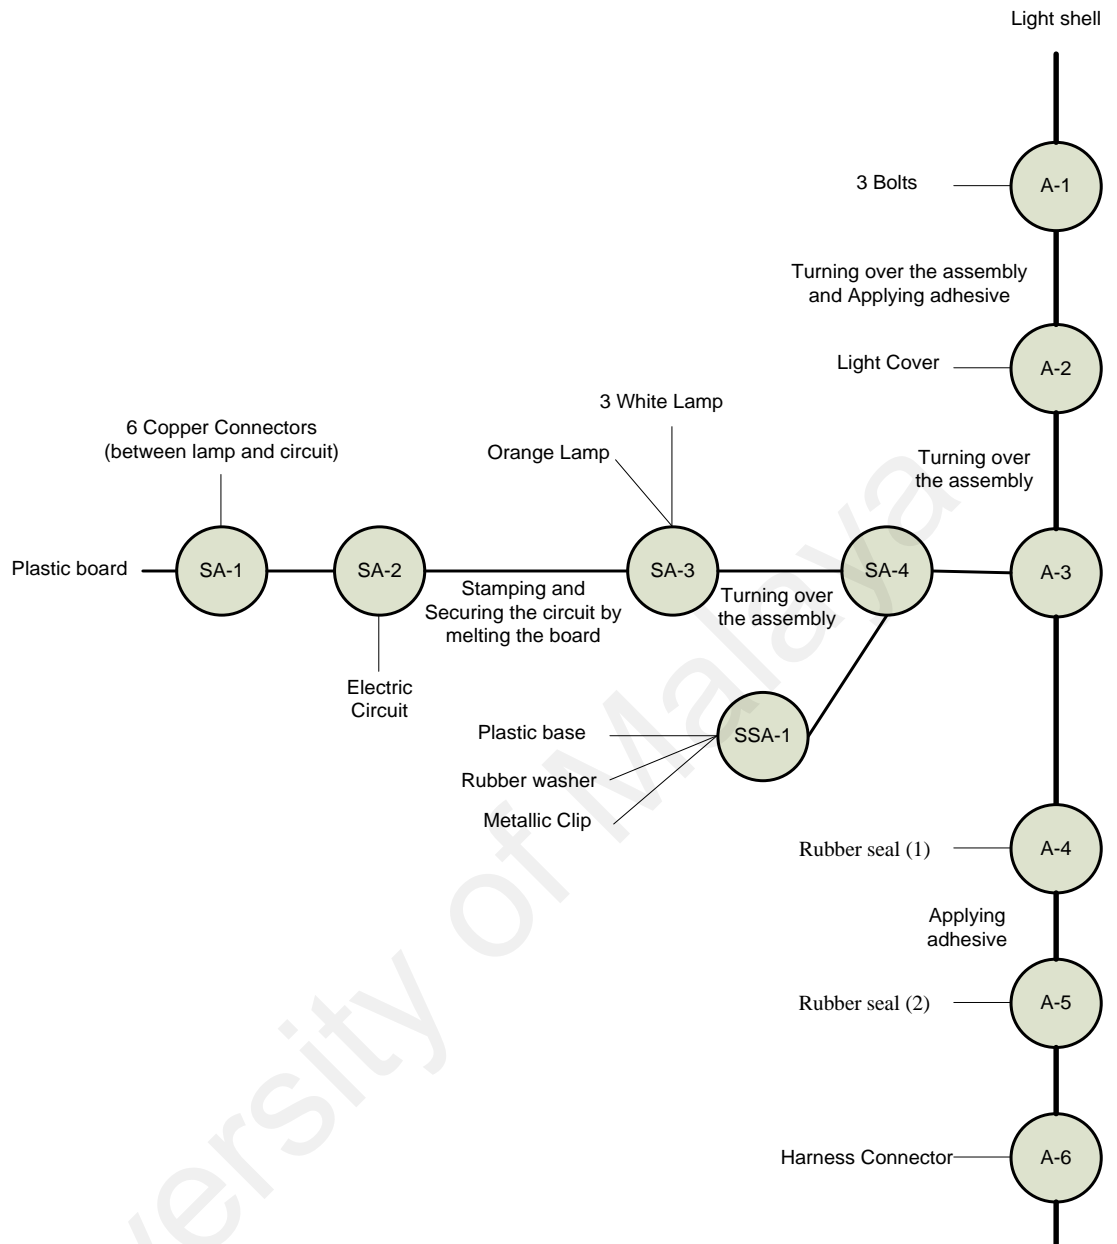 Light shell
3 Bolts
A-1
Turning over the assembly
and Applying adhesive
Light Cover
A-2
3 White Lamp
6 Copper Connectors
(between lamp and circuit)
Orange Lamp
Turning over
the assembly
Plastic board
SA-1
SA-2
SA-3
SA-4
A-3
Stamping and
Securing the circuit by
melting the board
Turning over
the assembly
Electric
Circuit
Plastic base
SSA-1
Rubber washer
Metallic Clip
Rubber seal (1)
A-4
Applying
adhesive
Rubber seal (2)
A-5
Harness Connector
A-6
of Malaya